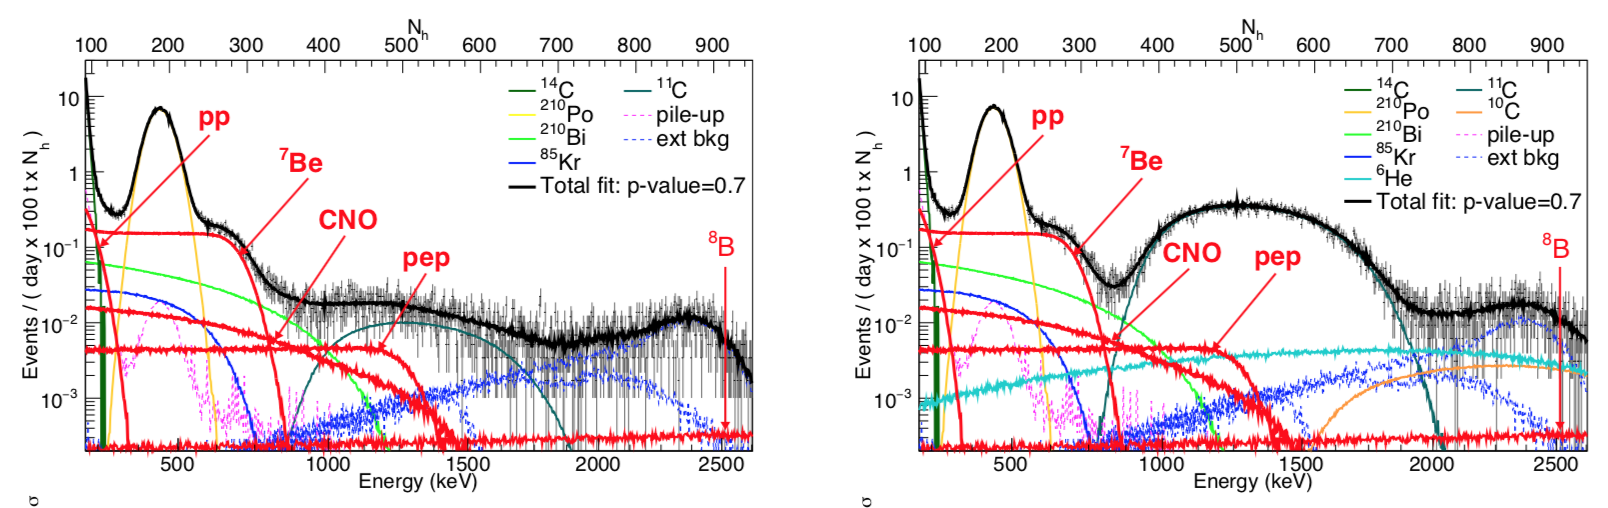 N_h
100 200 300 400 500 600 700 800 900
Events / ( day x 100 t x N_h )
10
1
10⁻¹
10⁻²
10⁻³
¹⁴C
¹¹C
²¹⁰Po
pile-up
²¹⁰Bi
ext bkg
⁸⁵Kr
Total fit: p-value=0.7
pp
⁷Be
CNO
pep
⁸B
500 1000 1500 2000 2500
Energy (keV)
σ
N_h
100 200 300 400 500 600 700 800 900
Events / ( day x 100 t x N_h )
10
1
10⁻¹
10⁻²
10⁻³
¹⁴C
¹¹C
²¹⁰Po
¹⁰C
²¹⁰Bi
pile-up
⁸⁵Kr
ext bkg
⁶He
Total fit: p-value=0.7
pp
⁷Be
CNO
pep
⁸B
500 1000 1500 2000 2500
Energy (keV)
σ